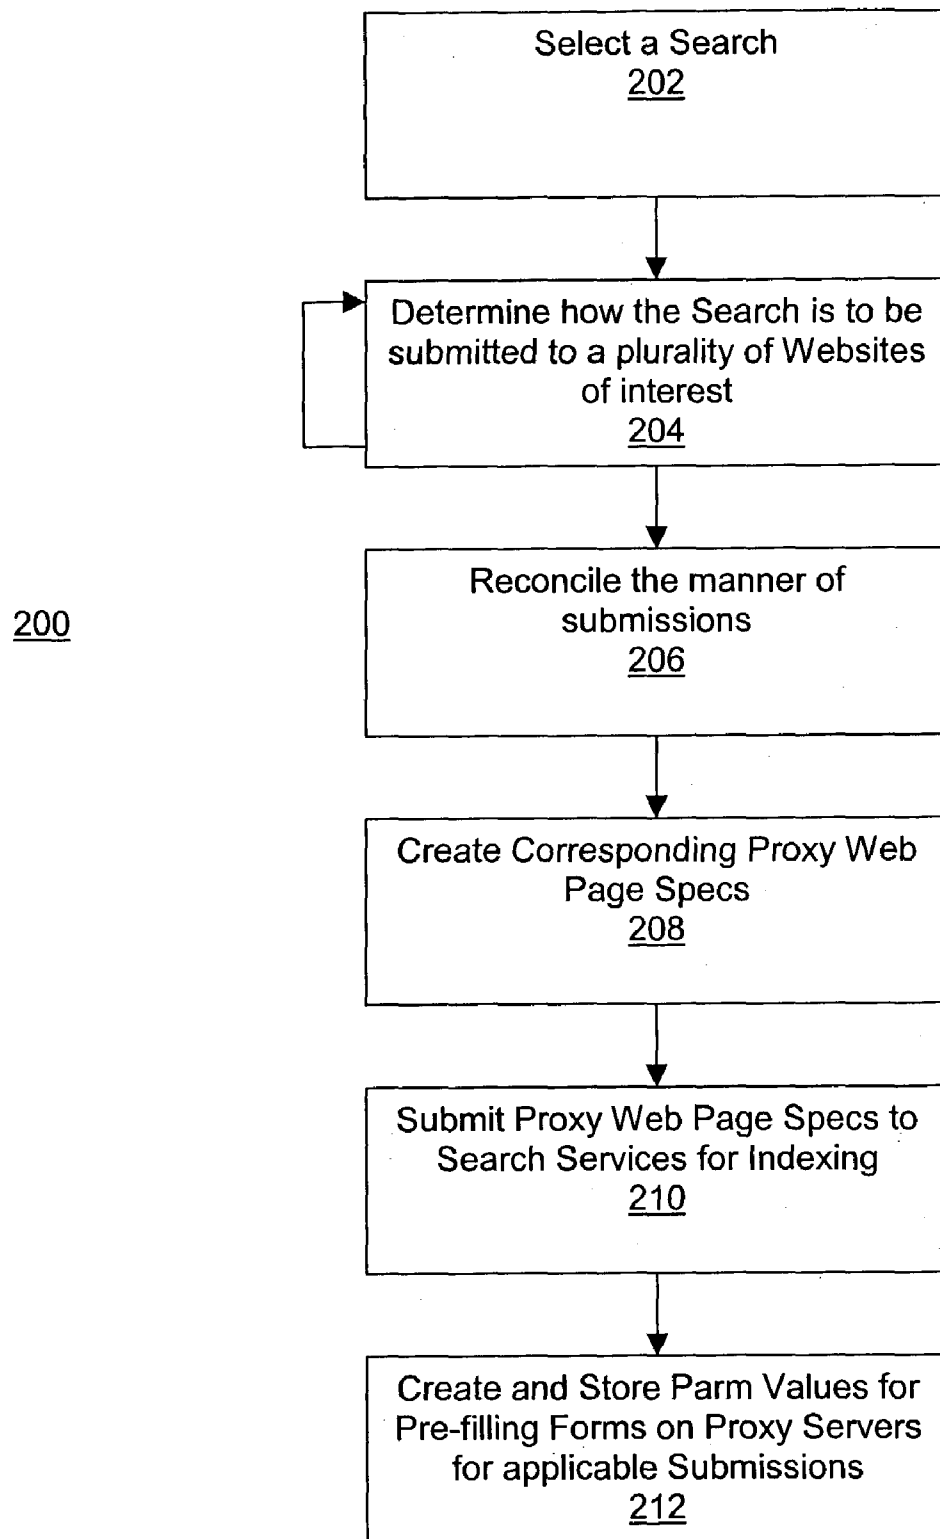 Select a Search
202
Determine how the Search is to be
submitted to a plurality of Websites
of interest
204
Reconcile the manner of
submissions
206
200
Create Corresponding Proxy Web
Page Specs
208
Submit Proxy Web Page Specs to
Search Services for Indexing
210
Create and Store Parm Values for
Pre-filling Forms on Proxy Servers
for applicable Submissions
212